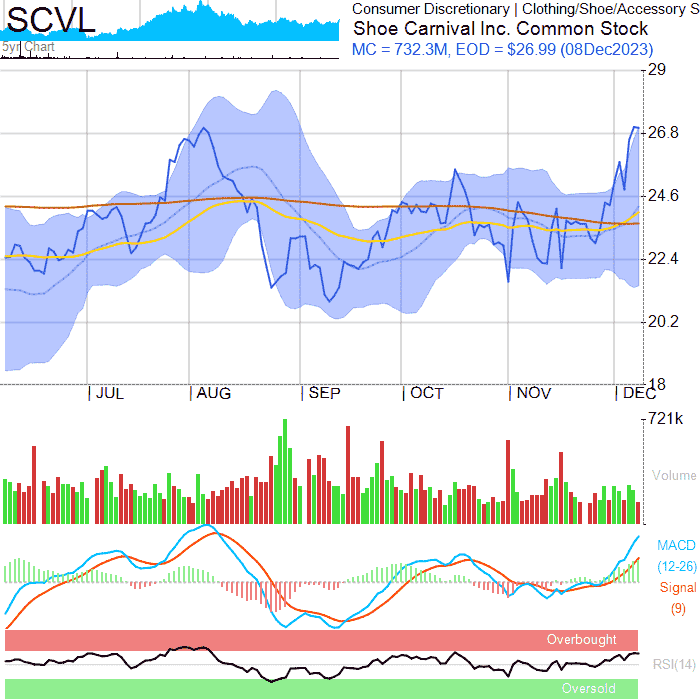 SCVL
5yr Chart
Consumer Discretionary | Clothing/Shoe/Accessory S
Shoe Carnival Inc. Common Stock
MC = 732.3M, EOD = $26.99 (08Dec2023)
29
26.8
24.6
22.4
20.2
18
JUL
AUG
SEP
OCT
NOV
DEC
721k
Volume
MACD
(12-26)
Signal
(9)
Overbought
RSI(14)
Oversold